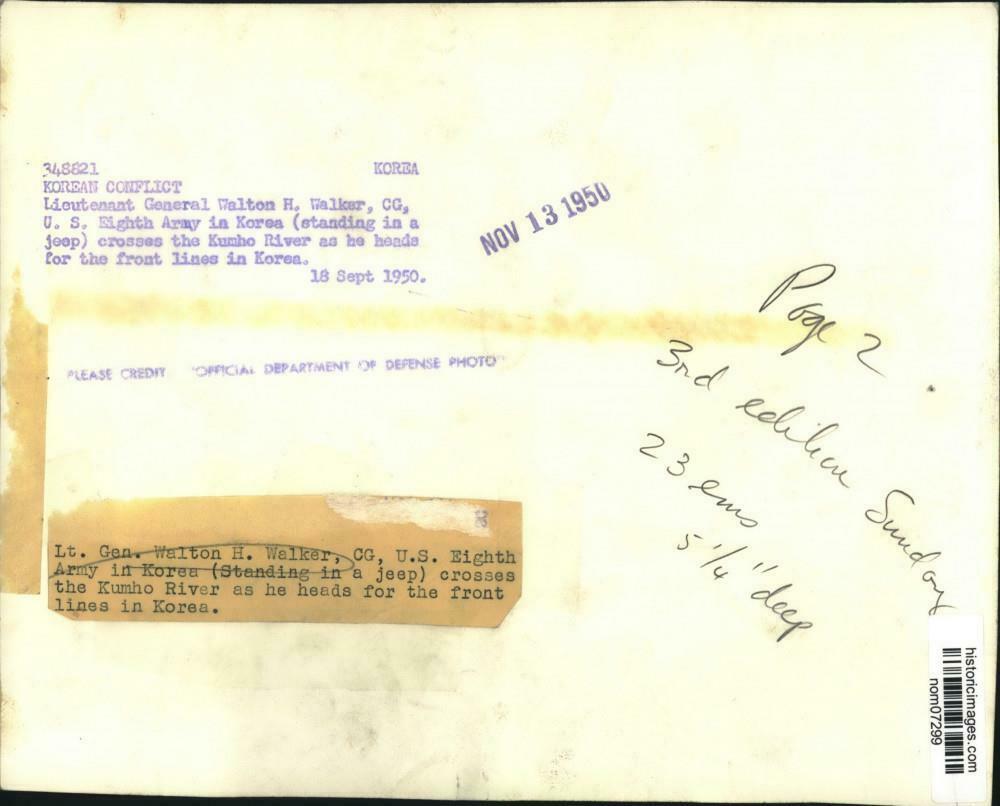 348821 KOREA
KOREAN CONFLICT
Lieutenant General Walton H. Walker, CG,
U. S. Eighth Army in Korea (standing in a
jeep) crosses the Kumho River as he heads
for the front lines in Korea.
18 Sept 1950.
NOV 13 1950
PLEASE CREDIT "OFFICIAL DEPARTMENT OF DEFENSE PHOTO"
Page 2
3rd edition Sunday
23 ems
5 1/4" deep
Lt. Gen. Walton H. Walker, CG, U.S. Eighth
Army in Korea (Standing in a jeep) crosses
the Kumho River as he heads for the front
lines in Korea.
historicimages.com
nom07299